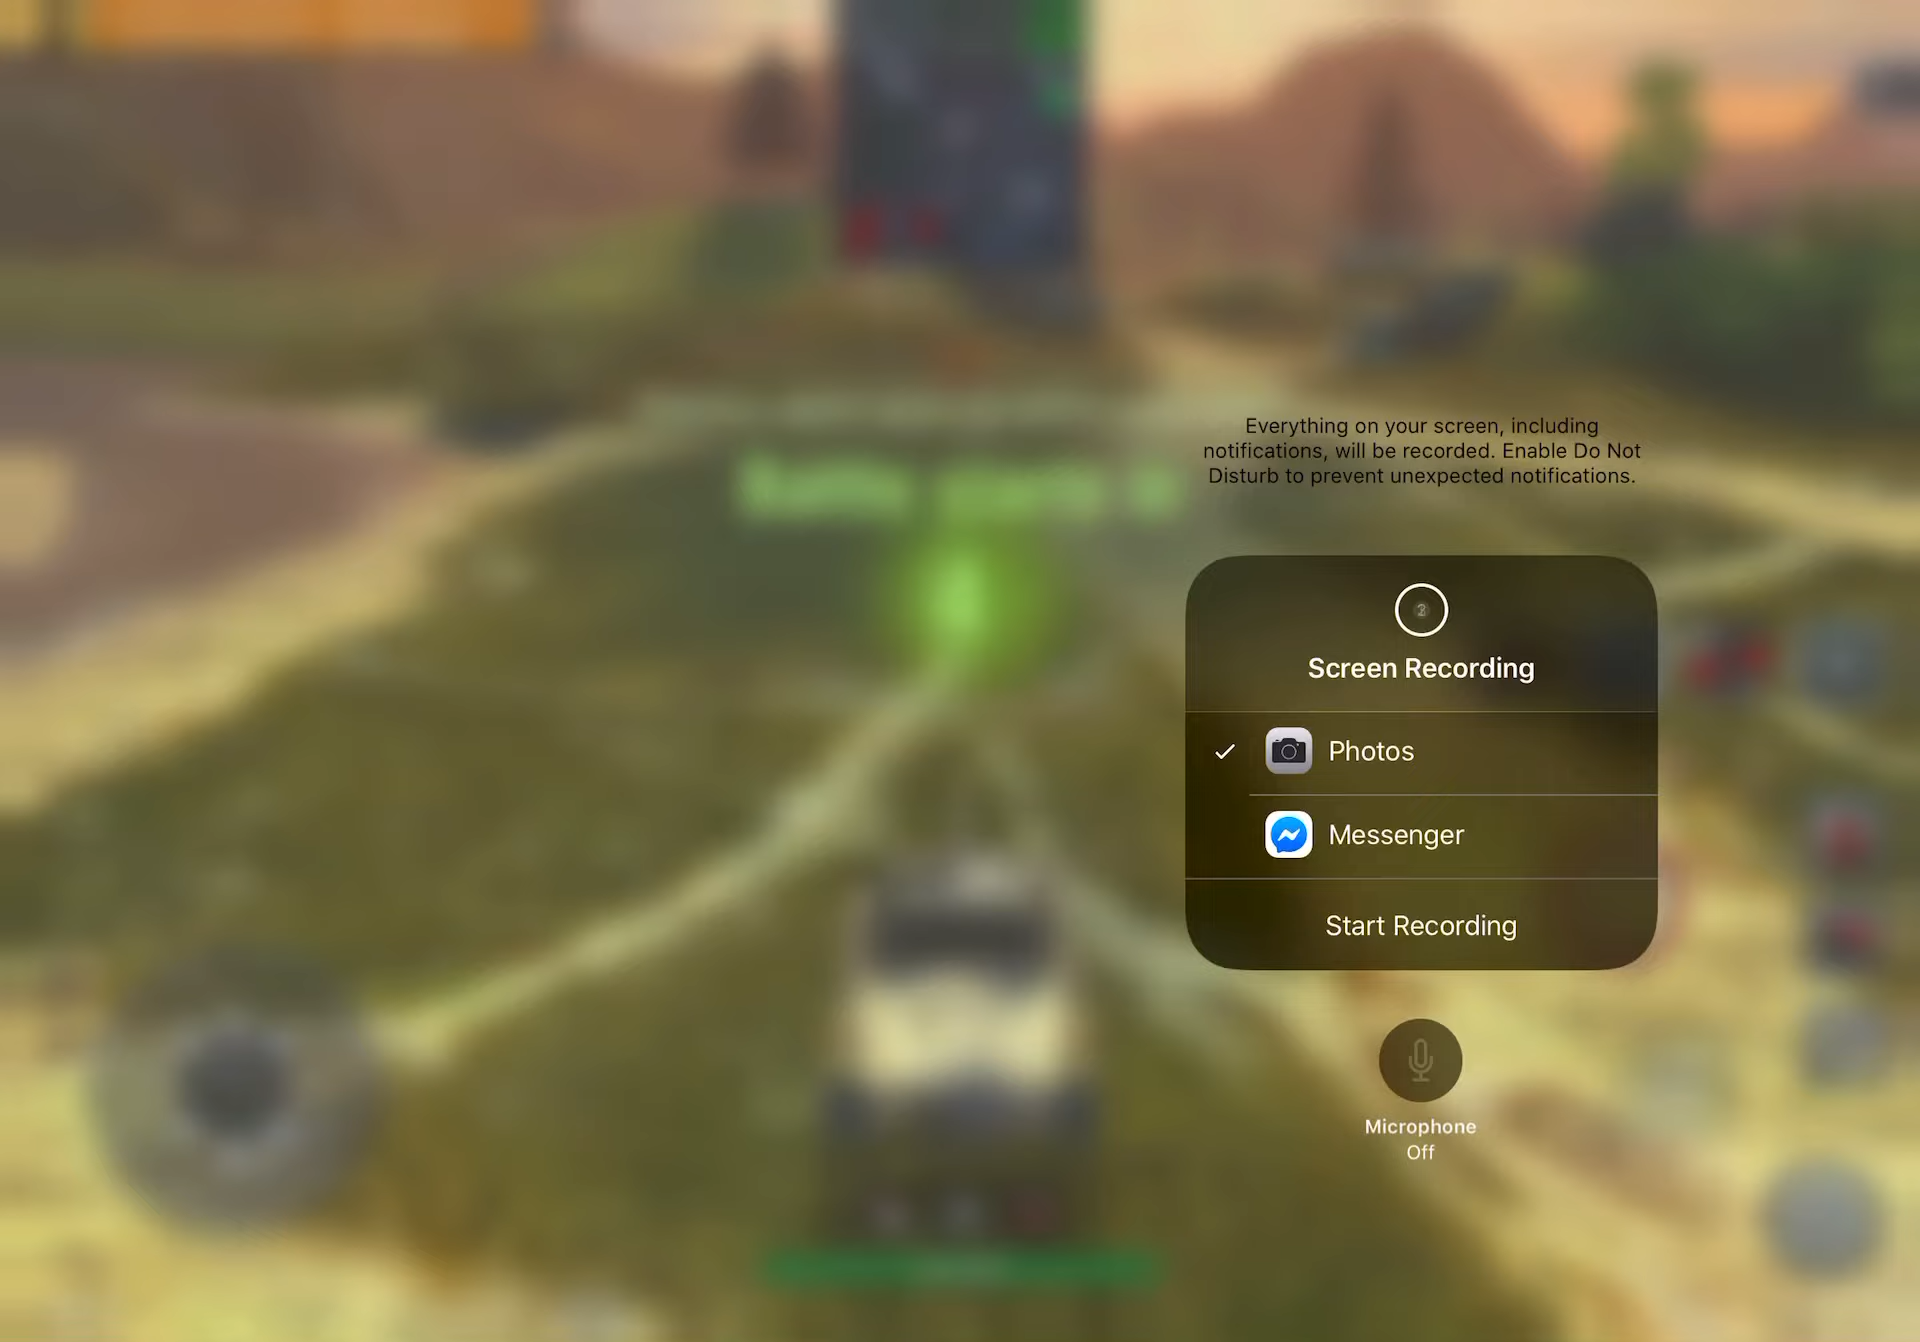 Everything on your screen, including
notifications, will be recorded. Enable Do Not
Disturb to prevent unexpected notifications.
Screen Recording
Photos
Messenger
Start Recording
Microphone
Off